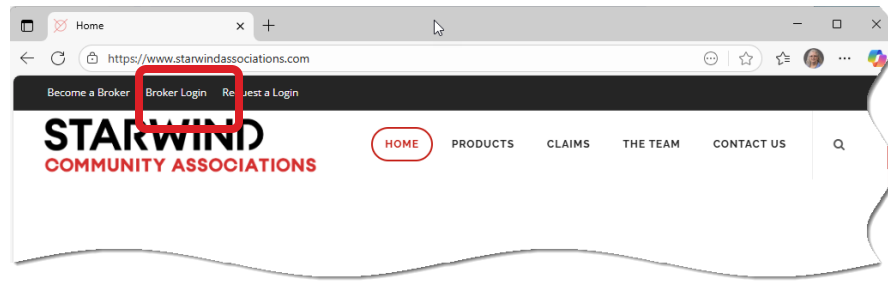 Home
https://www.starwindassociations.com
Become a Broker Broker Login Request a Login
STARWIND
COMMUNITY ASSOCIATIONS
HOME PRODUCTS CLAIMS THE TEAM CONTACT US